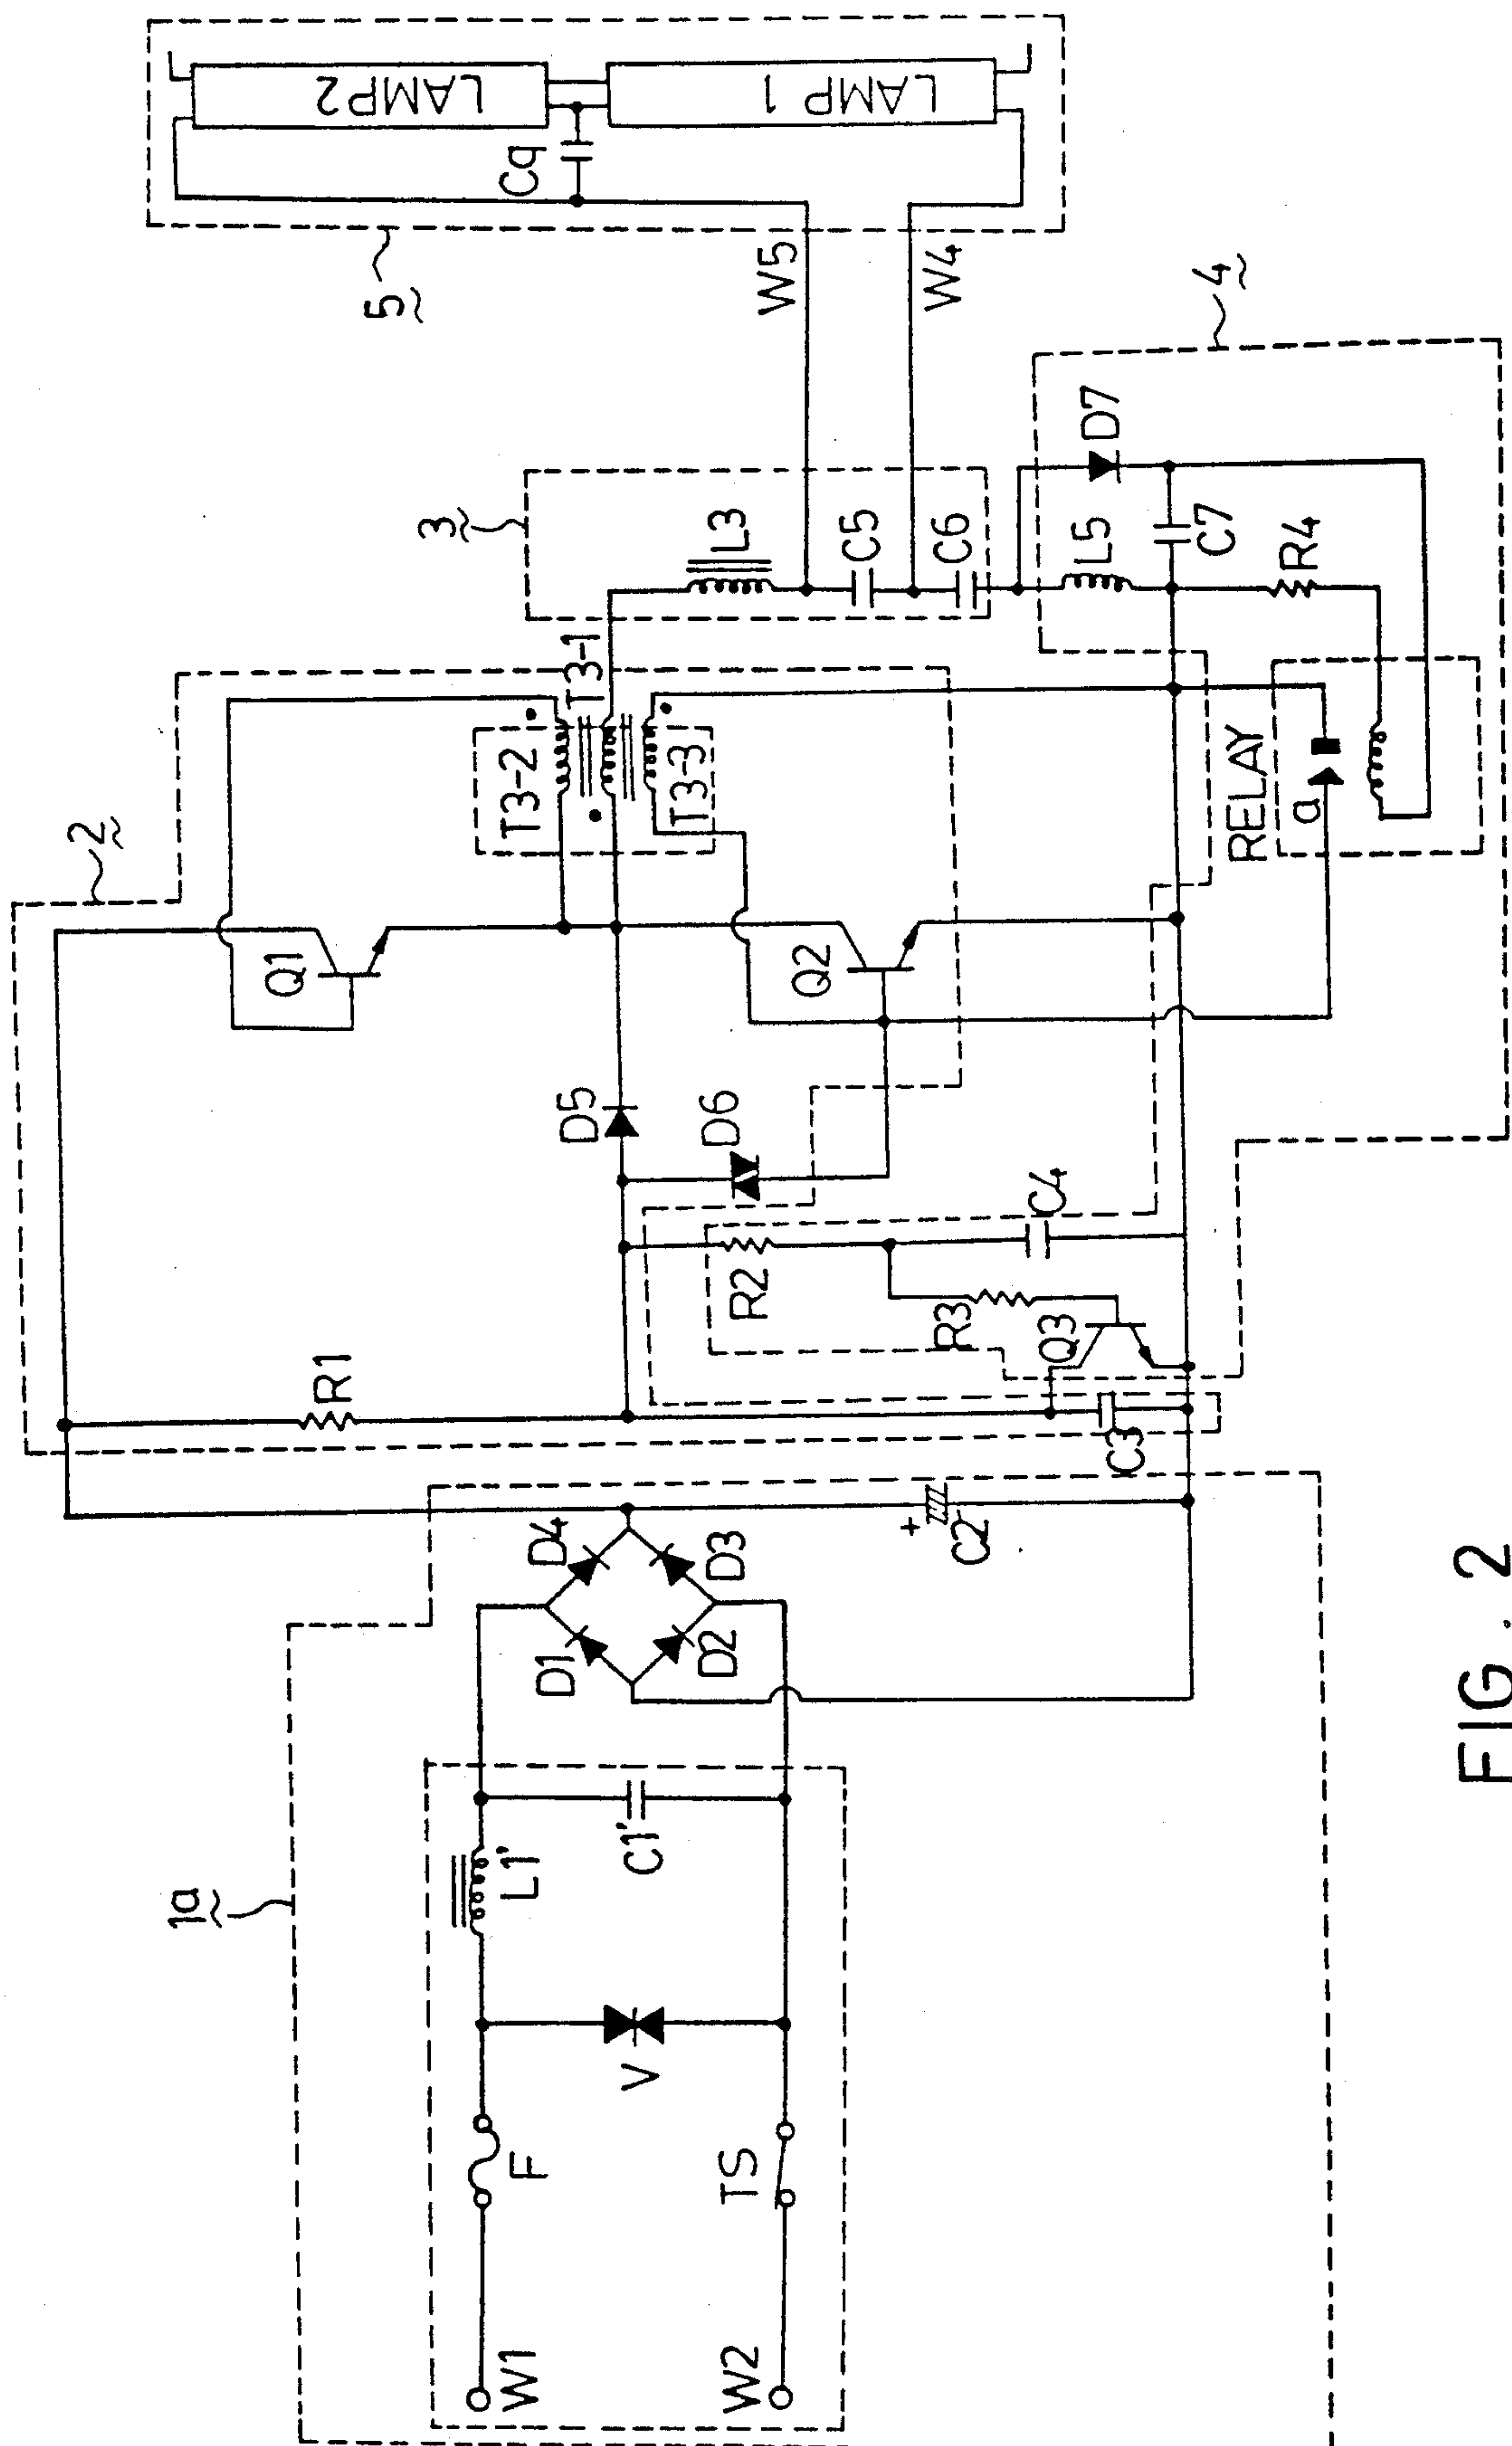 1a
W1
F
L1'
V
C1'
TS
W2
D1
D4
D2
D3
C2
+
2
R1
C3
Q1
D5
D6
R2
R3
C4
Q3
Q2
T3-2
T3-1
T3-3
3
L3
C5
C6
W5
W4
5
LAMP2
LAMP 1
Cq
4
D7
L5
C7
R4
RELAY
a
FIG. 2